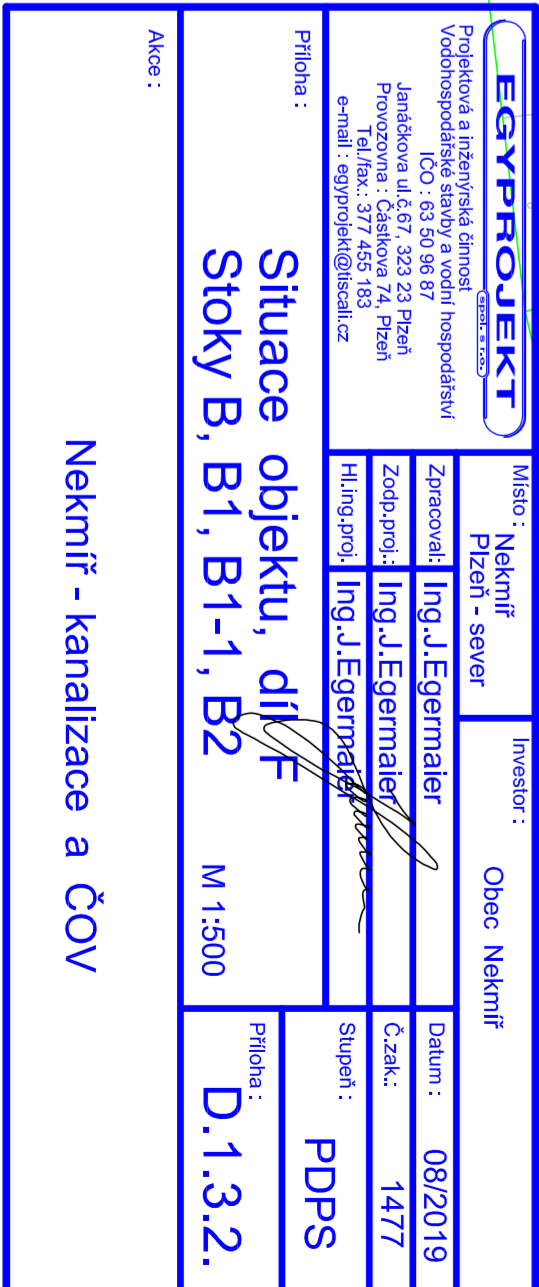 EGYPROJEKT
spol. s r.o.
Projektová a inženýrská činnost
Vodohospodářské stavby a vodní hospodářství
IČO : 63 50 96 87
Janáčkova ul.č.67, 323 23 Plzeň
Provozovna : Částkova 74, Plzeň
Tel./fax.: 377 455 183
e-mail : egyprojekt@tiscali.cz
Místo : Nekmíř
Plzeň - sever
Investor :
Obec Nekmíř
Zpracoval: Ing.J.Egermaier
Datum : 08/2019
Zodp.proj.: Ing.J.Egermaier
Č.zak.: 1477
Hl.ing.proj. Ing.J.Egermaier
Stupeň : PDPS
Příloha :
Situace objektu, díl F
Stoky B, B1, B1-1, B2
M 1:500
Příloha :
D.1.3.2.
Akce :
Nekmíř - kanalizace a ČOV